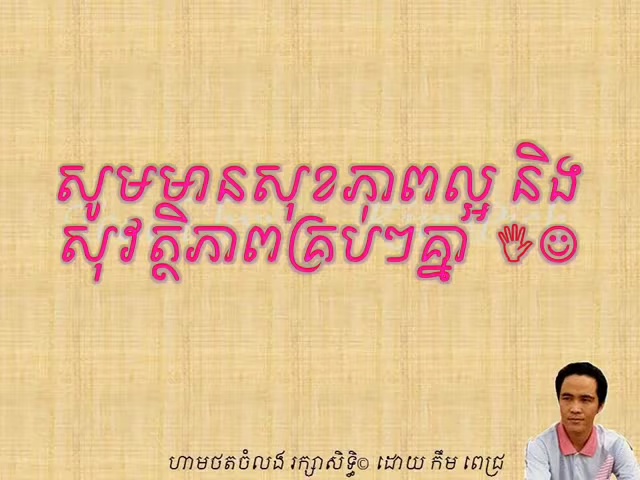 សូមមានសុខភាពល្អ និង
សុវត្ថិភាពគ្រប់ៗគ្នា 🖐☺
ហាមថតចំលង រក្សាសិទ្ធិ© ដោយ កឹម ពេជ្រ